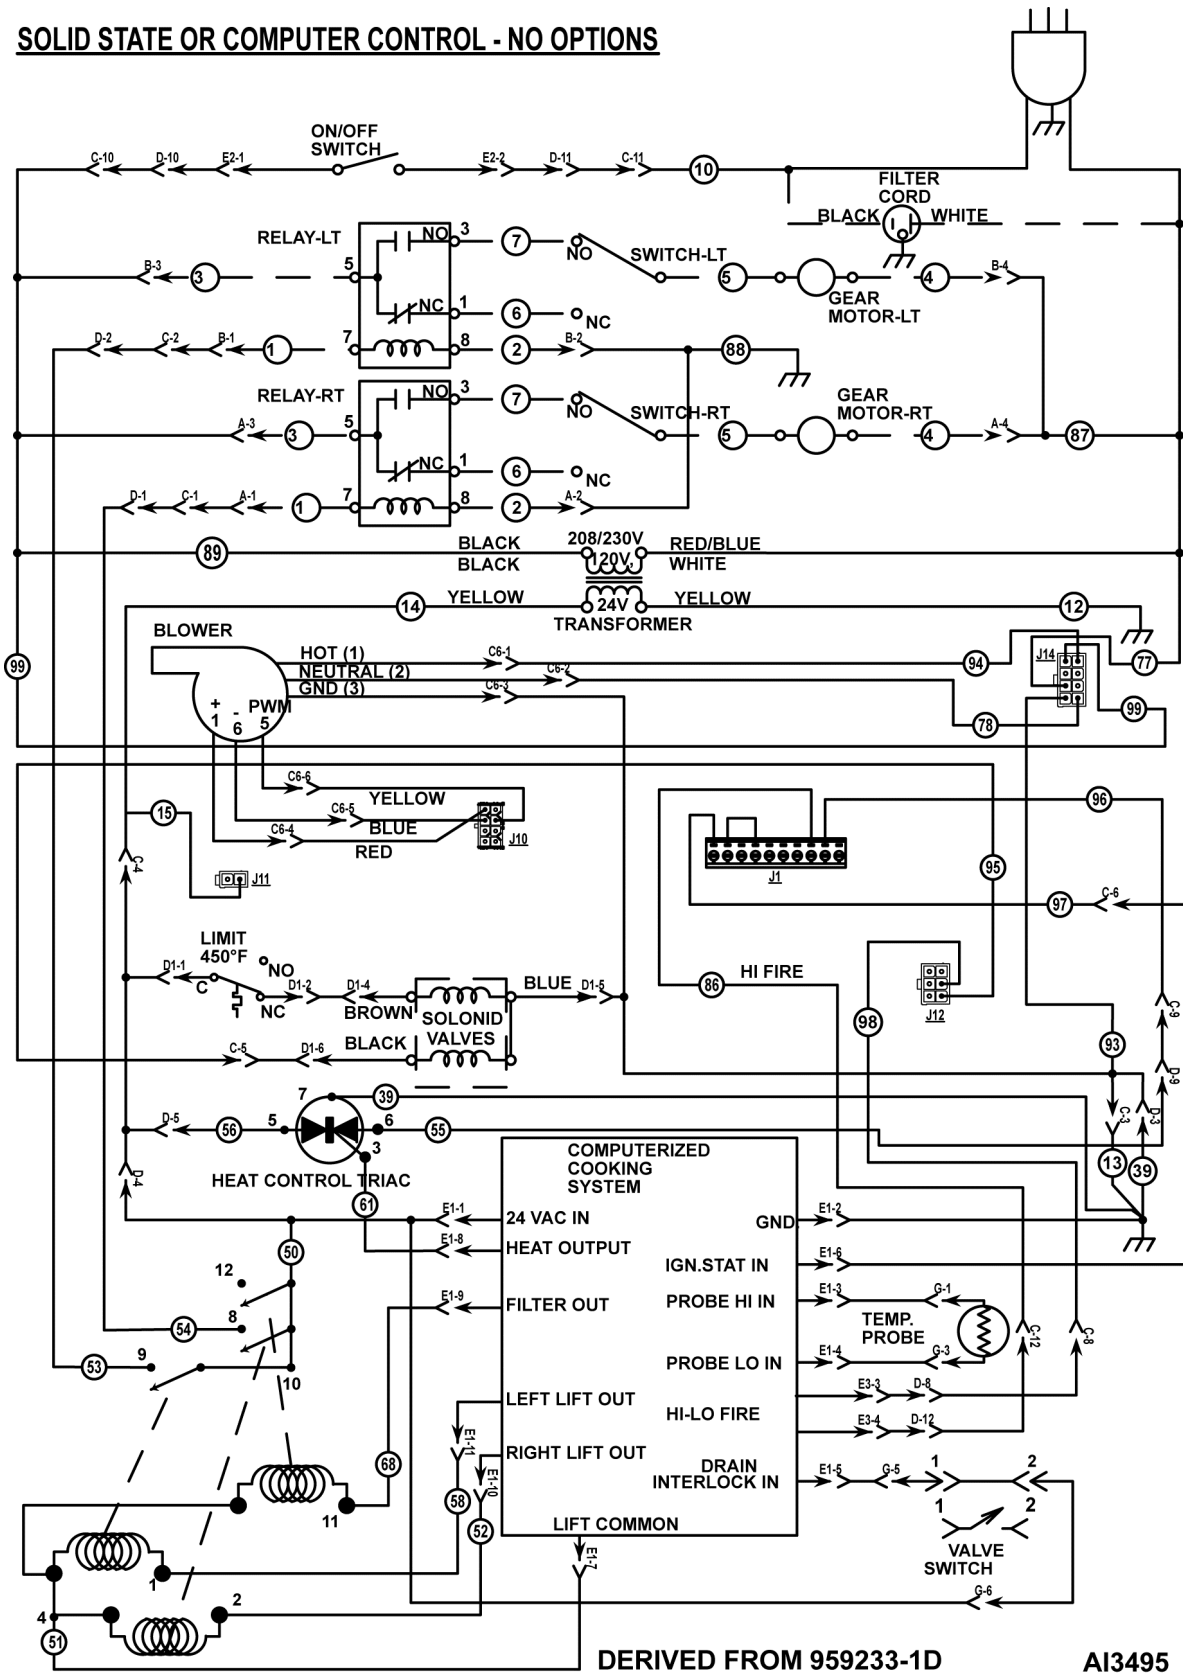 SOLID STATE OR COMPUTER CONTROL - NO OPTIONS
ON/OFF
SWITCH
C-10 D-10 E2-1 E2-2 D-11 C-11 10
FILTER
CORD
BLACK WHITE
RELAY-LT NO 3 7 NO SWITCH-LT
B-3 3 5 5 4 B-4
GEAR
MOTOR-LT
NC 1 6 NC
D-2 C-2 B-1 1 7 8 2 B-2 88
RELAY-RT NO 3 7 NO SWITCH-RT
GEAR
MOTOR-RT
A-3 3 5 5 4 A-4 87
NC 1 6 NC
D-1 C-1 A-1 1 7 8 2 A-2
89 BLACK 208/230V RED/BLUE
BLACK 120V, WHITE
14 YELLOW 24V YELLOW 12
TRANSFORMER
BLOWER
99
HOT (1) C6-1 94 J14 77
NEUTRAL (2) C6-2
GND (3) C6-3
+ - PWM
1 6 5
78 99
C6-6 YELLOW
C6-5 BLUE
C6-4 RED
J10
15
C-4
J11
96
J1
95
97 C-6
LIMIT
450°F
NO
D1-1 C
NC
D1-2 D1-4
BROWN
BLUE D1-5
SOLONID
VALVES
C-5 D1-6 BLACK
86 HI FIRE
J12
98
C-9
93
D-9
C-3 D-3
13 39
7 39
D-5 56 5 6 55
3
HEAT CONTROL TRIAC
D-4
61
COMPUTERIZED
COOKING
SYSTEM
E1-1 24 VAC IN
GND E1-2
E1-8 HEAT OUTPUT
IGN.STAT IN E1-6
50
12
E1-9 FILTER OUT
PROBE HI IN E1-3 G-1
TEMP.
PROBE
PROBE LO IN E1-4 G-3
C-12 C-8
54 8
53 9
10
LEFT LIFT OUT
E1-11
HI-LO FIRE
E3-3 D-8
E3-4 D-12
RIGHT LIFT OUT
E1-10
68
58
52
DRAIN
INTERLOCK IN
E1-5 G-5 1 2
1 2
VALVE
SWITCH
G-6
LIFT COMMON
E1-7
11
1
2
4
51
DERIVED FROM 959233-1D
AI3495